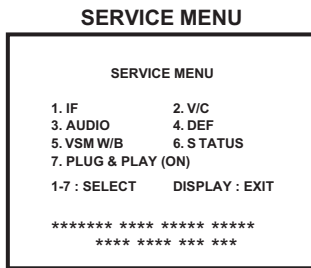 SERVICE MENU
SERVICE MENU
1. IF 2. V/C
3. AUDIO 4. DEF
5. VSM W/B 6. S TATUS
7. PLUG & PLAY (ON)
1-7 : SELECT DISPLAY : EXIT
******* **** ***** *****
**** **** *** ***